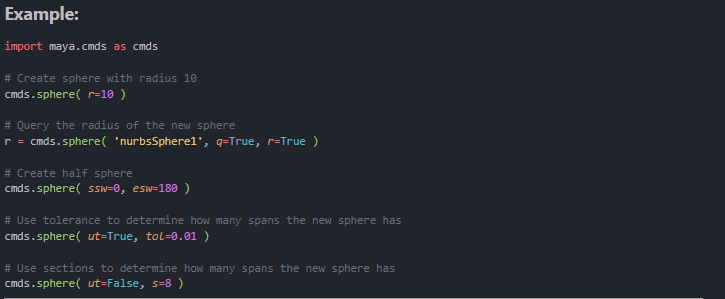 Example:
import maya.cmds as cmds
# Create sphere with radius 10
cmds.sphere( r=10 )
# Query the radius of the new sphere
r = cmds.sphere( 'nurbsSphere1', q=True, r=True )
# Create half sphere
cmds.sphere( ssw=0, esw=180 )
# Use tolerance to determine how many spans the new sphere has
cmds.sphere( ut=True, tol=0.01 )
# Use sections to determine how many spans the new sphere has
cmds.sphere( ut=False, s=8 )